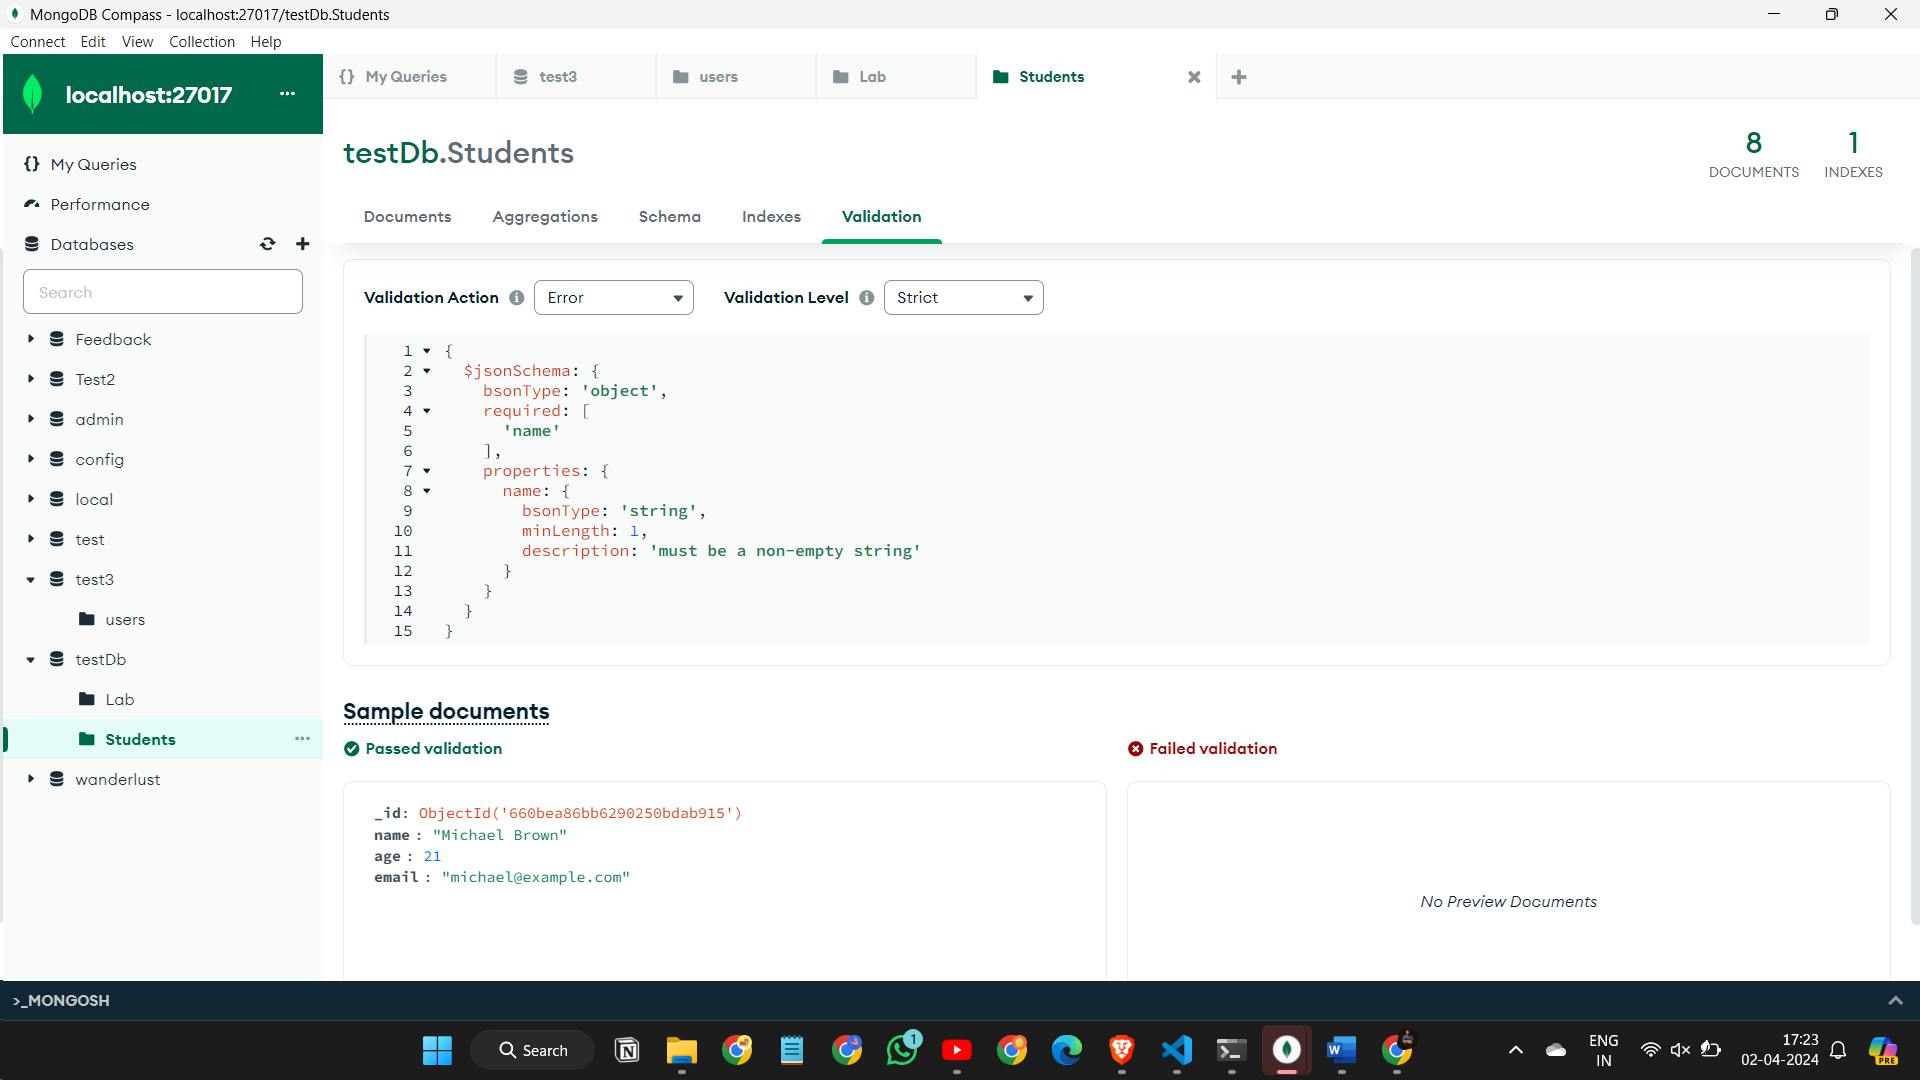 MongoDB Compass - localhost:27017/testDb.Students
Connect Edit View Collection Help
localhost:27017 ...
{} My Queries
test3
users
Lab
Students
{} My Queries
Performance
Databases
Search
Feedback
Test2
admin
config
local
test
test3
users
testDb
Lab
Students ...
wanderlust
testDb.Students
8
DOCUMENTS
1
INDEXES
Documents Aggregations Schema Indexes Validation
Validation Action Error Validation Level Strict
1 {
2 $jsonSchema: {
3 bsonType: 'object',
4 required: [
5 'name'
6 ],
7 properties: {
8 name: {
9 bsonType: 'string',
10 minLength: 1,
11 description: 'must be a non-empty string'
12 }
13 }
14 }
15 }
Sample documents
Passed validation
Failed validation
_id: ObjectId('660bea86bb6290250bdab915')
name : "Michael Brown"
age : 21
email : "michael@example.com"
No Preview Documents
>_MONGOSH
Search
1
ENG
IN
17:23
02-04-2024
PRE